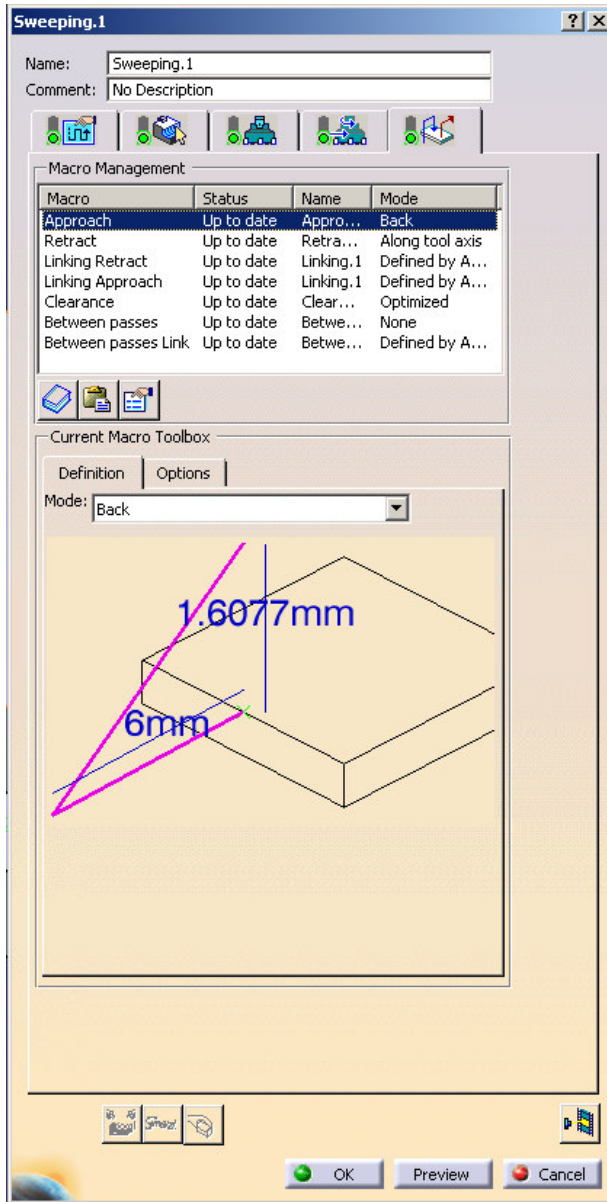 Sweeping.1
Name: Sweeping.1
Comment: No Description
Macro Management
Macro Status Name Mode
Approach Up to date Appro... Back
Retract Up to date Retra... Along tool axis
Linking Retract Up to date Linking.1 Defined by A...
Linking Approach Up to date Linking.1 Defined by A...
Clearance Up to date Clear... Optimized
Between passes Up to date Betwe... None
Between passes Link Up to date Betwe... Defined by A...
Current Macro Toolbox
Definition Options
Mode: Back
1.6077mm
6mm
OK Preview Cancel